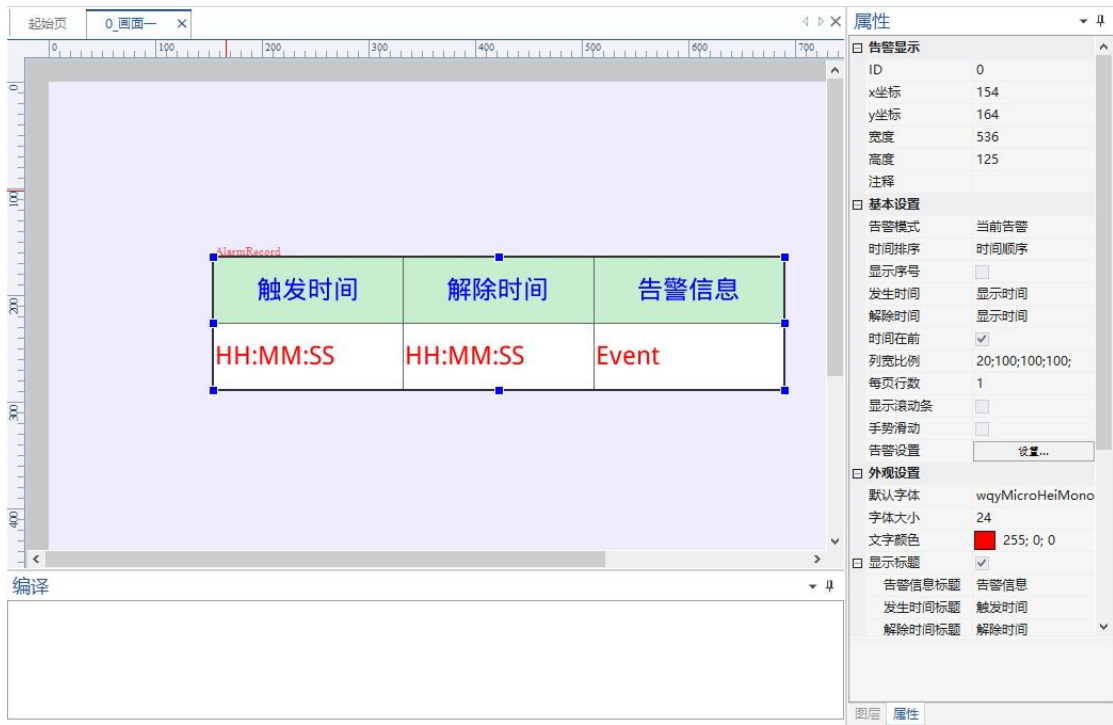 起始页 0_画面一
0 100 200 300 400 500 600 700
0
100
200
300
400
AlarmRecord
触发时间 解除时间 告警信息
HH:MM:SS HH:MM:SS Event
编译
属性
告警显示
ID 0
x坐标 154
y坐标 164
宽度 536
高度 125
注释
基本设置
告警模式 当前告警
时间排序 时间顺序
显示序号
发生时间 显示时间
解除时间 显示时间
时间在前
列宽比例 20;100;100;100;
每页行数 1
显示滚动条
手势滑动
告警设置 设置...
外观设置
默认字体 wqyMicroHeiMono
字体大小 24
文字颜色 255; 0; 0
显示标题
告警信息标题 告警信息
发生时间标题 触发时间
解除时间标题 解除时间
图层 属性